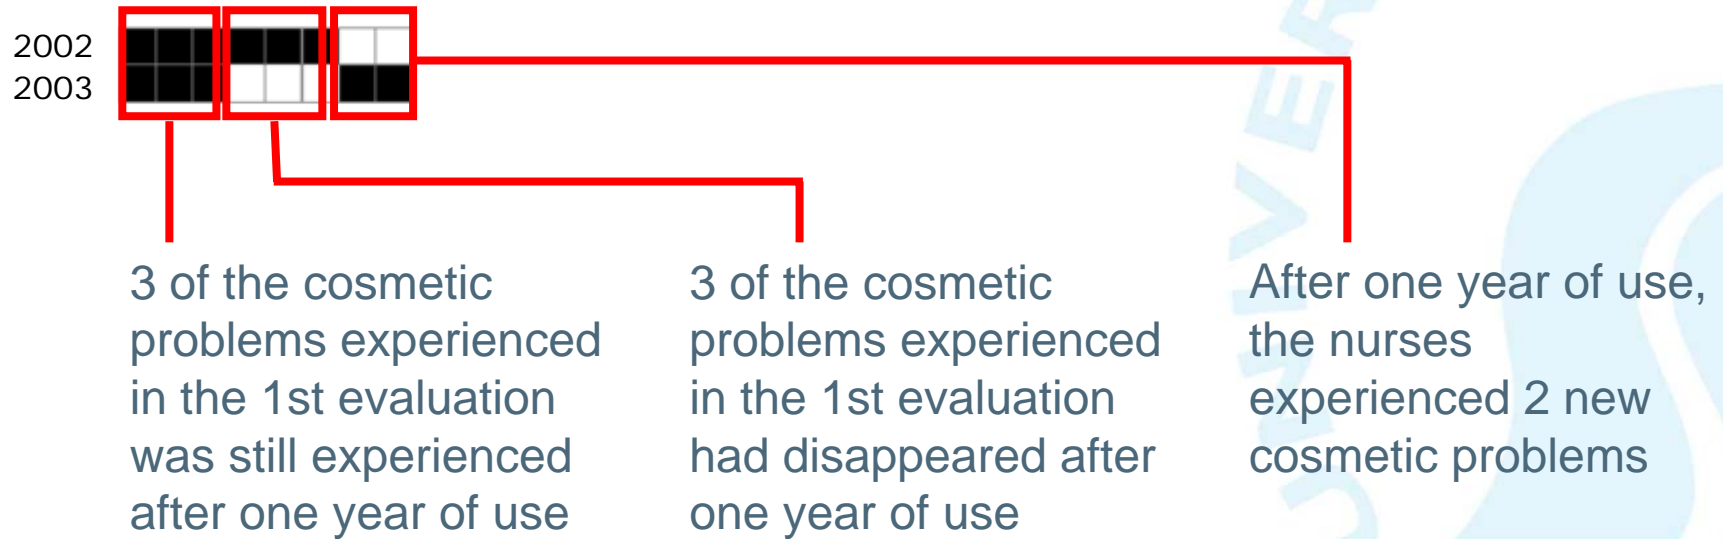 2002
2003
3 of the cosmetic
problems experienced
in the 1st evaluation
was still experienced
after one year of use
3 of the cosmetic
problems experienced
in the 1st evaluation
had disappeared after
one year of use
After one year of use,
the nurses
experienced 2 new
cosmetic problems